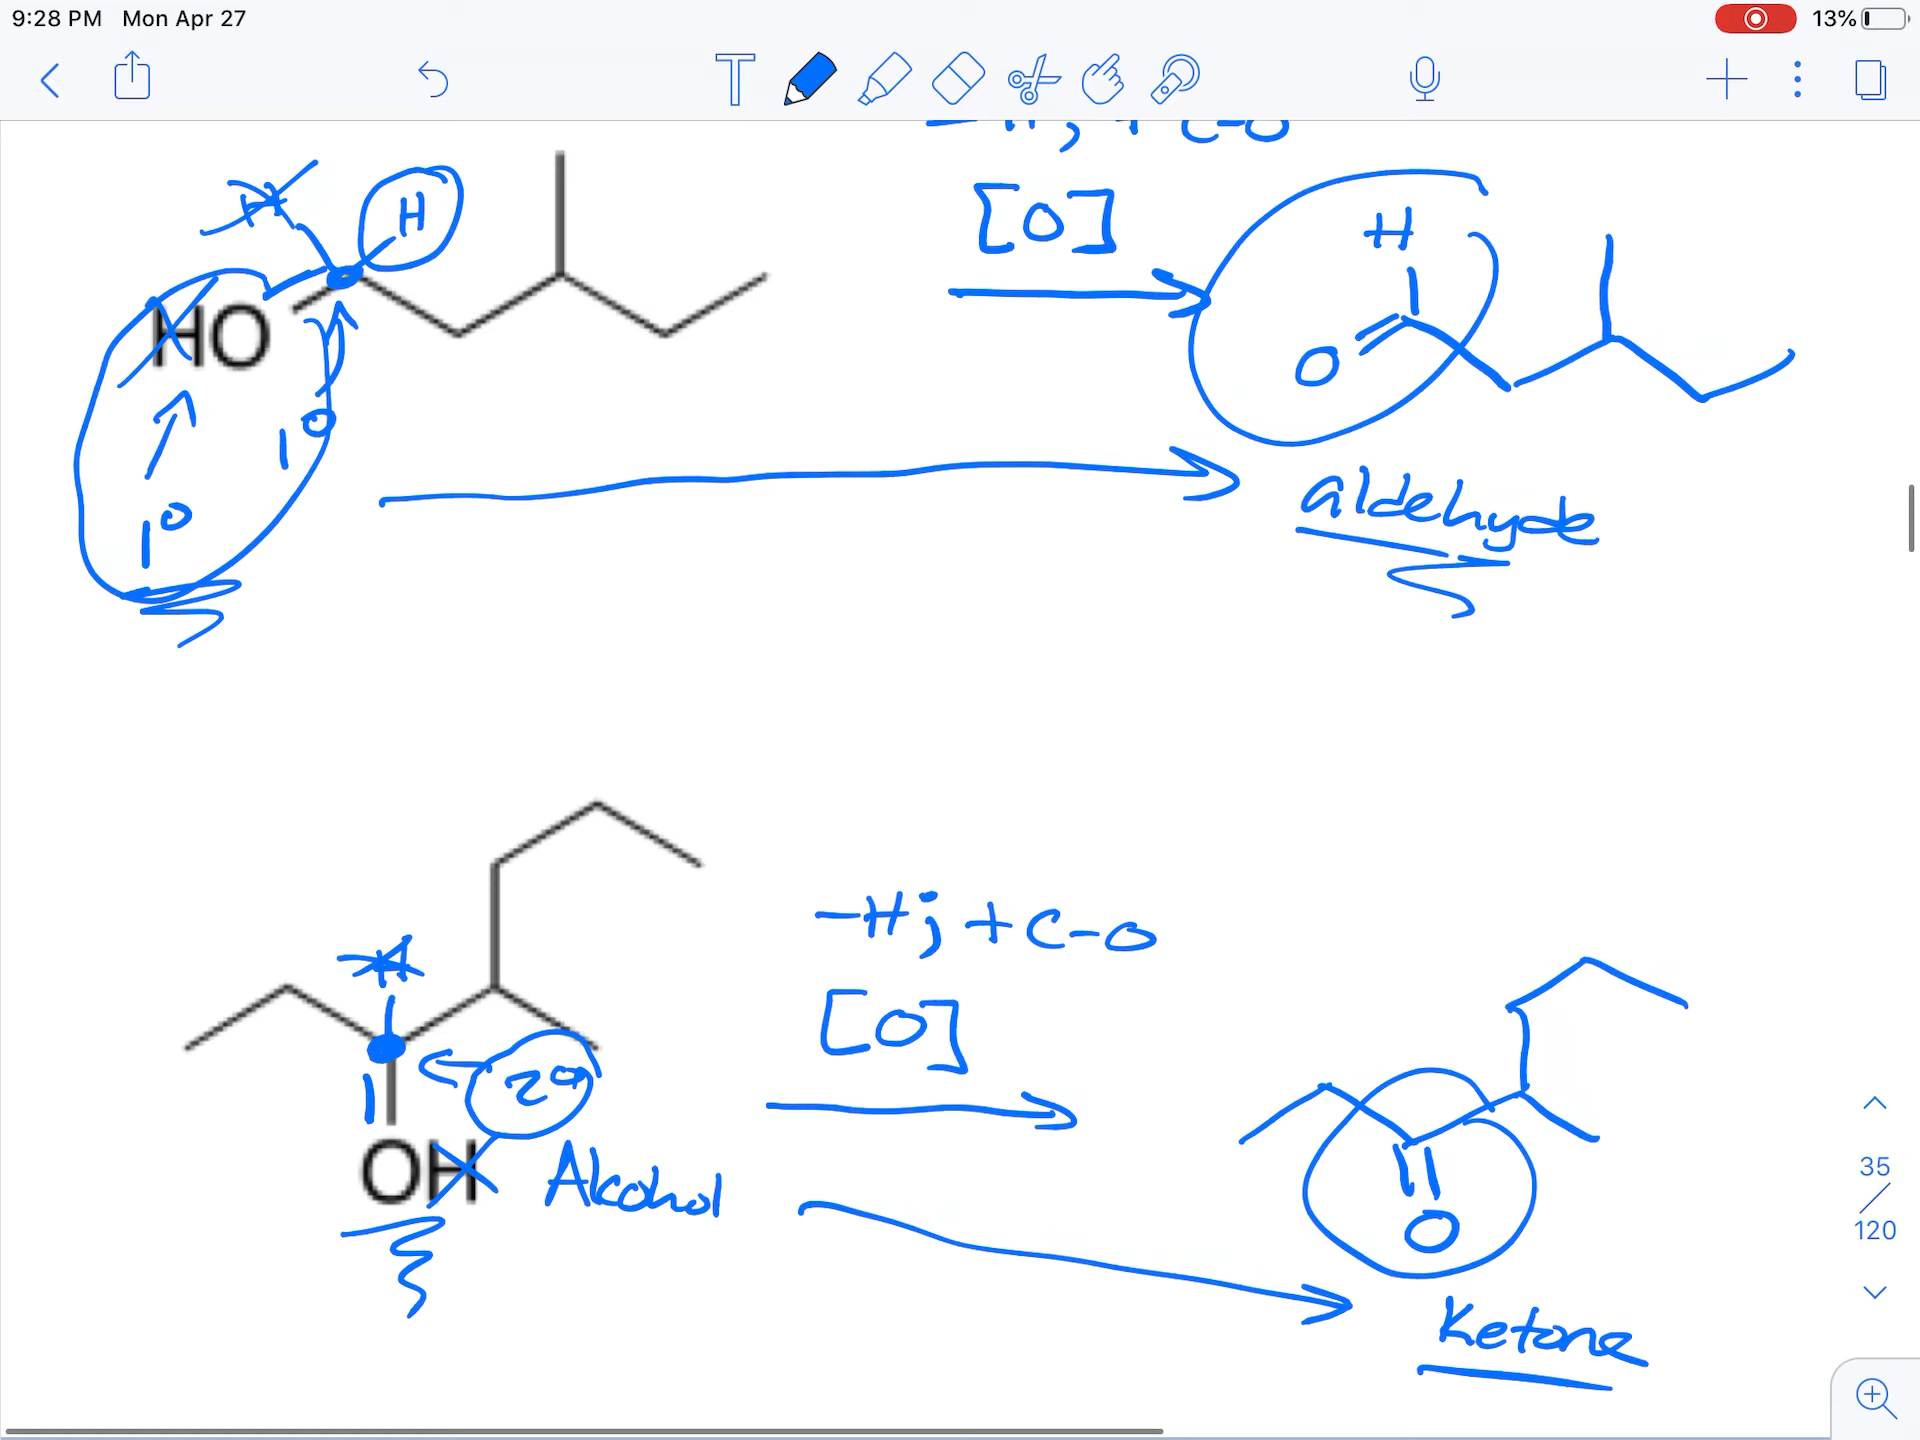 9:28 PM Mon Apr 27
13%
T
H
H
[O]
H
HO
O
1°
1°
aldehyde
-H; + C-O
H
[O]
2°
OH
Alcohol
O
Ketone
35
120